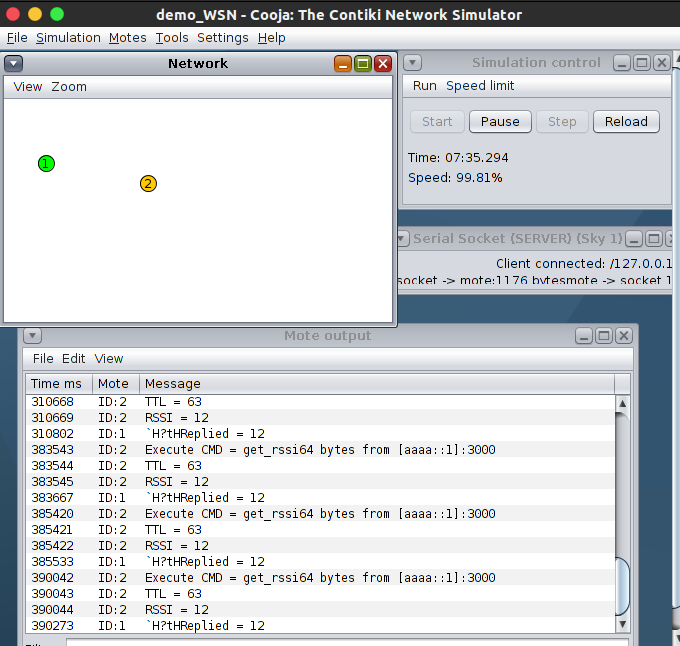 demo_WSN - Cooja: The Contiki Network Simulator
File Simulation Motes Tools Settings Help
Network
View Zoom
1
2
Simulation control
Run Speed limit
Start Pause Step Reload
Time: 07:35.294
Speed: 99.81%
Serial Socket (SERVER) (Sky 1)
Client connected: /127.0.0.1
socket -> mote:1176 bytesmote -> socket 1
Mote output
File Edit View
Time ms Mote Message
310668 ID:2 TTL = 63
310669 ID:2 RSSI = 12
310802 ID:1 `H?tHReplied = 12
383543 ID:2 Execute CMD = get_rssi64 bytes from [aaaa::1]:3000
383544 ID:2 TTL = 63
383545 ID:2 RSSI = 12
383667 ID:1 `H?tHReplied = 12
385420 ID:2 Execute CMD = get_rssi64 bytes from [aaaa::1]:3000
385421 ID:2 TTL = 63
385422 ID:2 RSSI = 12
385533 ID:1 `H?tHReplied = 12
390042 ID:2 Execute CMD = get_rssi64 bytes from [aaaa::1]:3000
390043 ID:2 TTL = 63
390044 ID:2 RSSI = 12
390273 ID:1 `H?tHReplied = 12